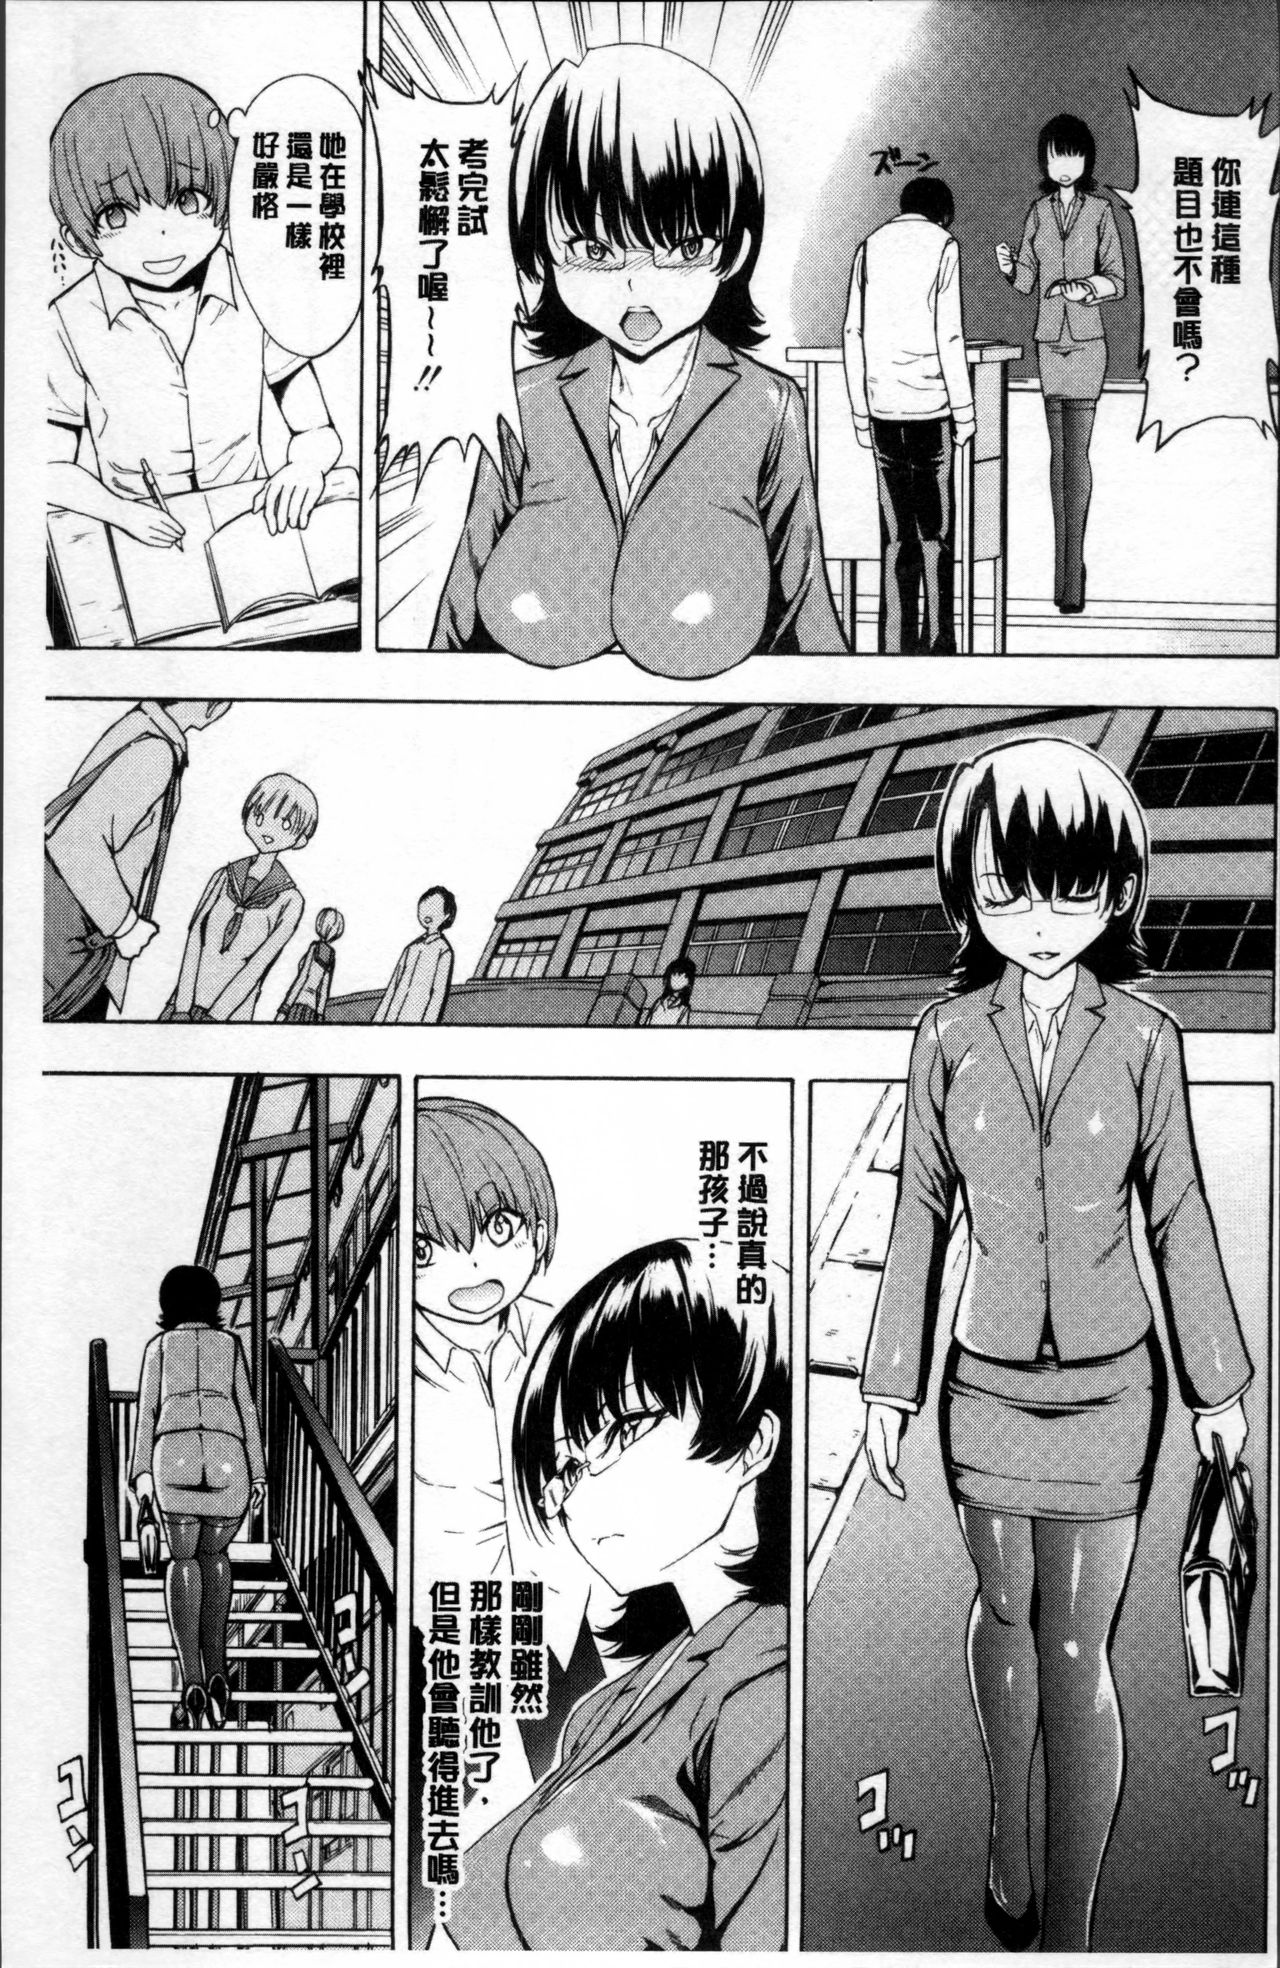 你連這種
題目也不會嗎？
ズーン
考完試
太鬆懈了喔～～!!
她在學校裡
還是一樣
好嚴格
コツ
コツ
不過說真的
那孩子…
剛剛雖然
那樣教訓他了，
但是他會聽得進去嗎…
コン
コン